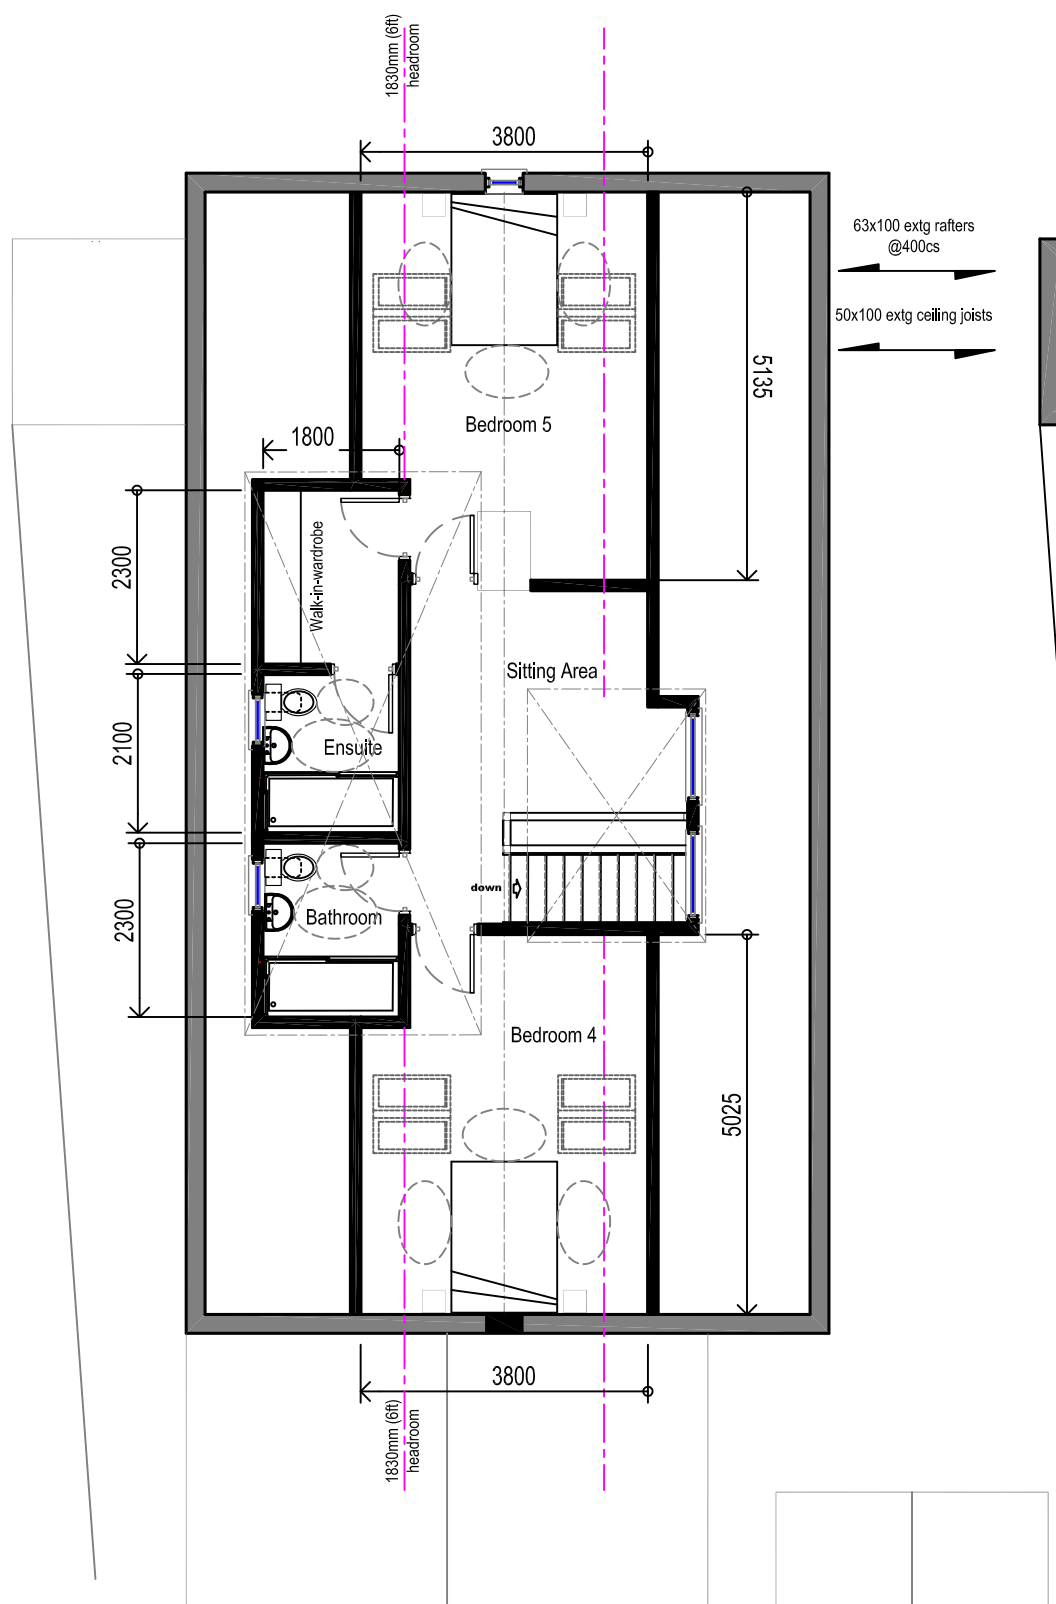 1830mm (6ft)
headroom
3800
63x100 extg rafters
@400cs
50x100 extg ceiling joists
5135
Bedroom 5
1800
2300
Walk-in-wardrobe
Sitting Area
2100
Ensuite
down
2300
Bathroom
Bedroom 4
5025
3800
1830mm (6ft)
headroom